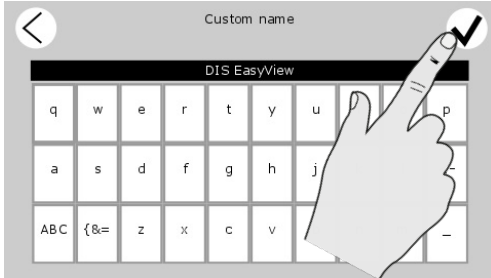 Custom name
DIS EasyView
q w e r t y u p
a s d f g h j -
ABC {&= z x c v _